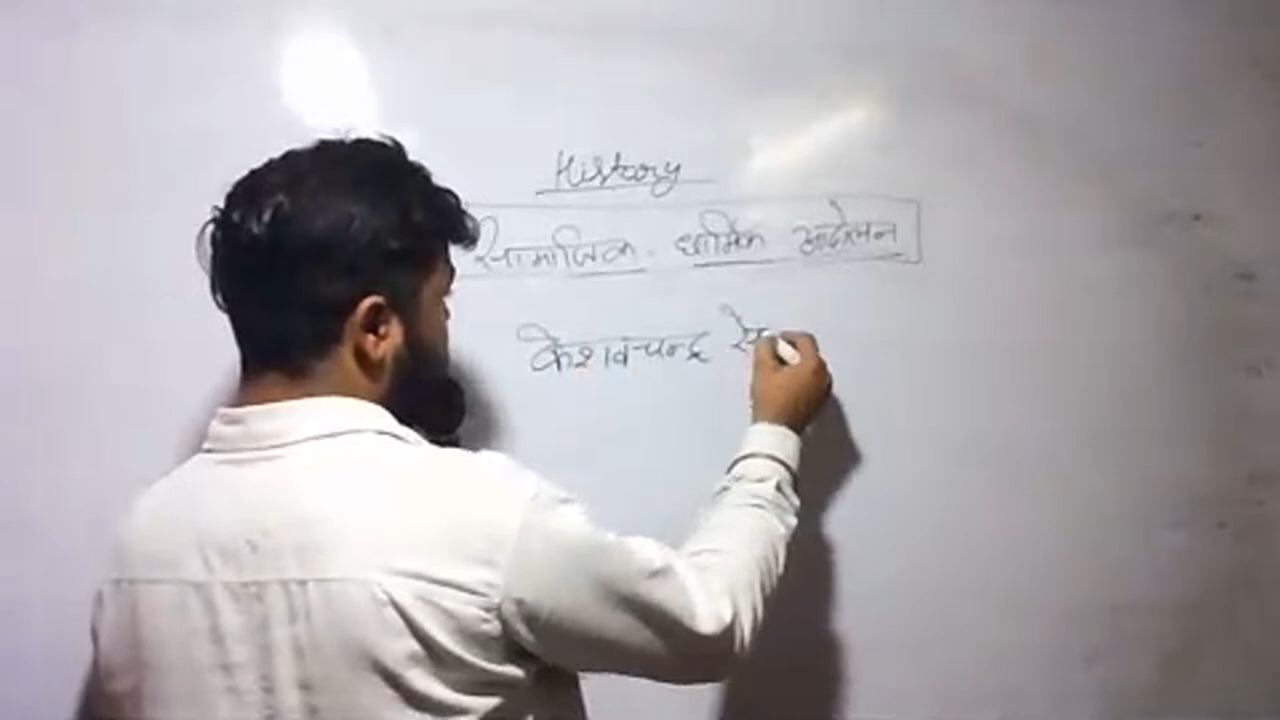 History
सामाजिक - धार्मिक आंदोलन
केशवचन्द्र से